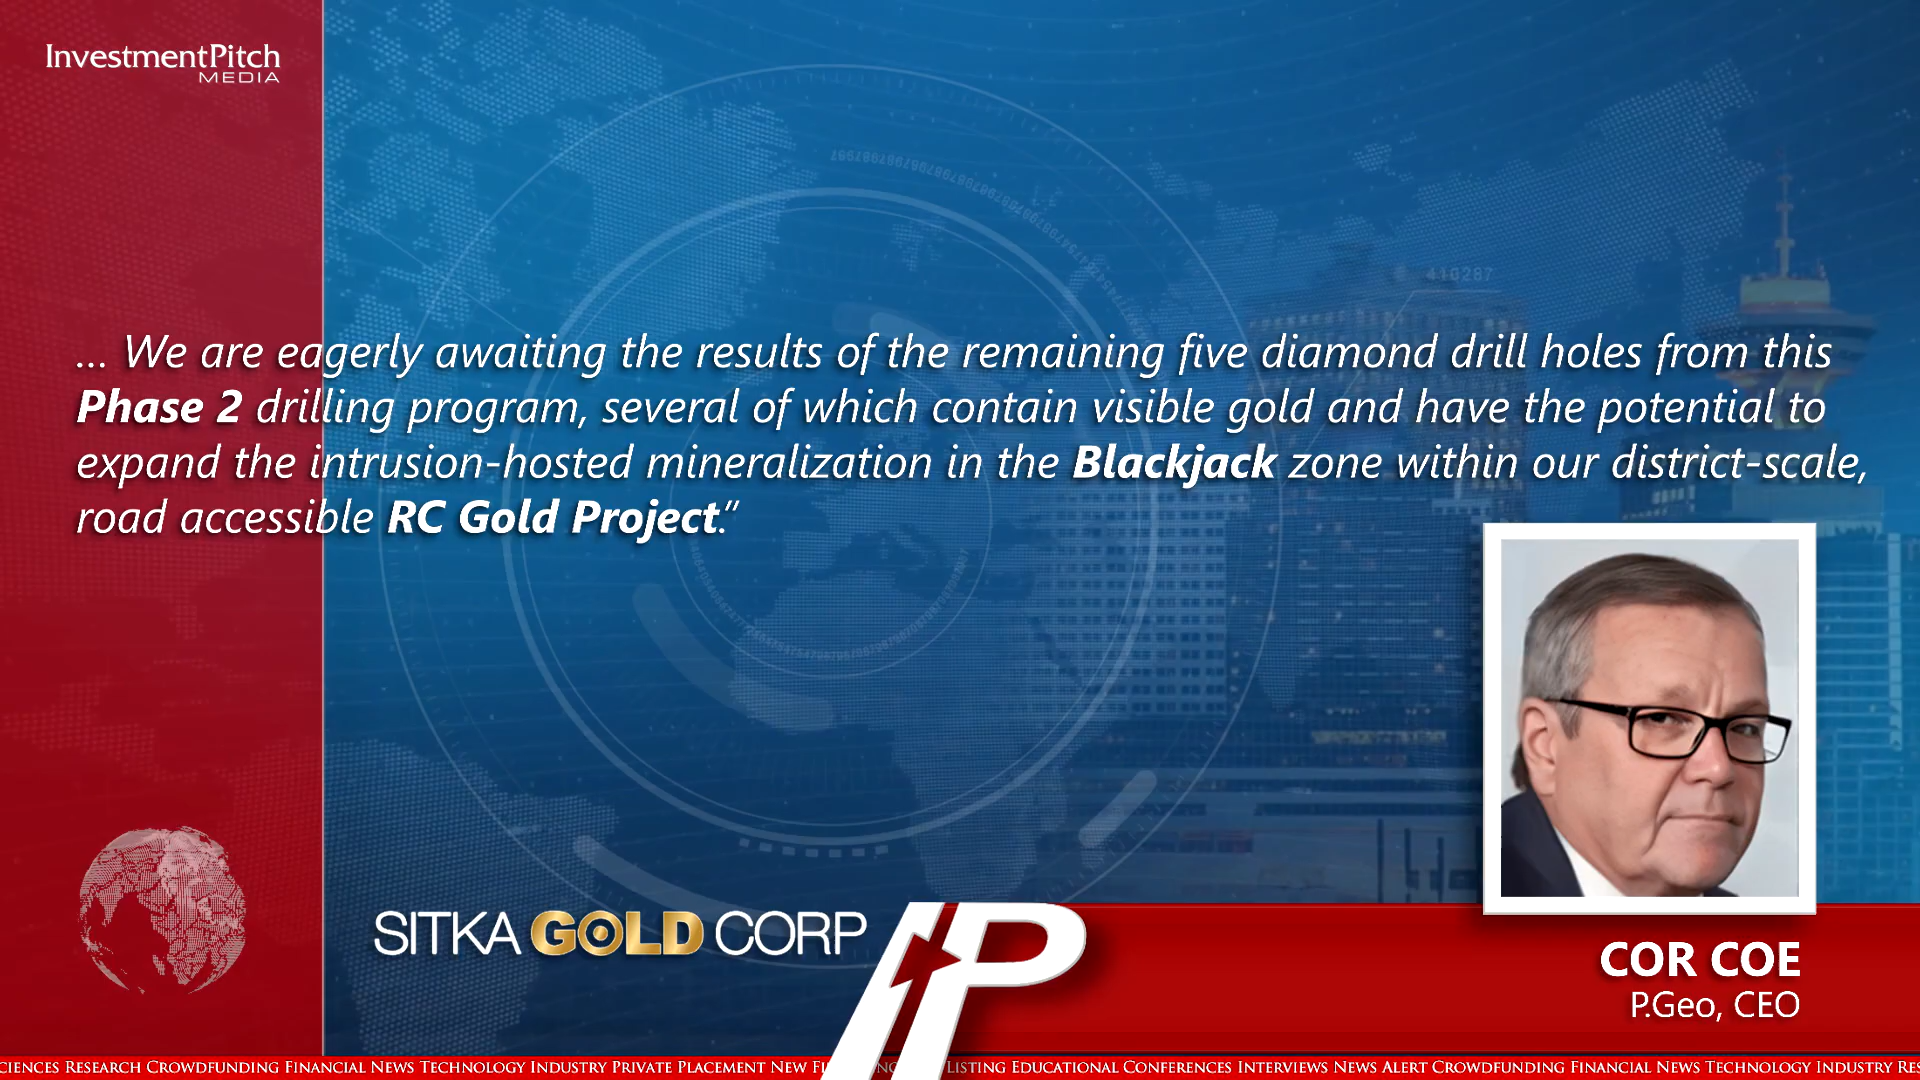 InvestmentPitch
MEDIA
... We are eagerly awaiting the results of the remaining five diamond drill holes from this
Phase 2 drilling program, several of which contain visible gold and have the potential to
expand the intrusion-hosted mineralization in the Blackjack zone within our district-scale,
road accessible RC Gold Project.”
410287
SITKA GOLD CORP
IP
COR COE
P.Geo, CEO
SCIENCES RESEARCH CROWDFUNDING FINANCIAL NEWS TECHNOLOGY INDUSTRY PRIVATE PLACEMENT NEW LISTING EDUCATIONAL CONFERENCES INTERVIEWS NEWS ALERT CROWDFUNDING FINANCIAL NEWS TECHNOLOGY INDUSTRY